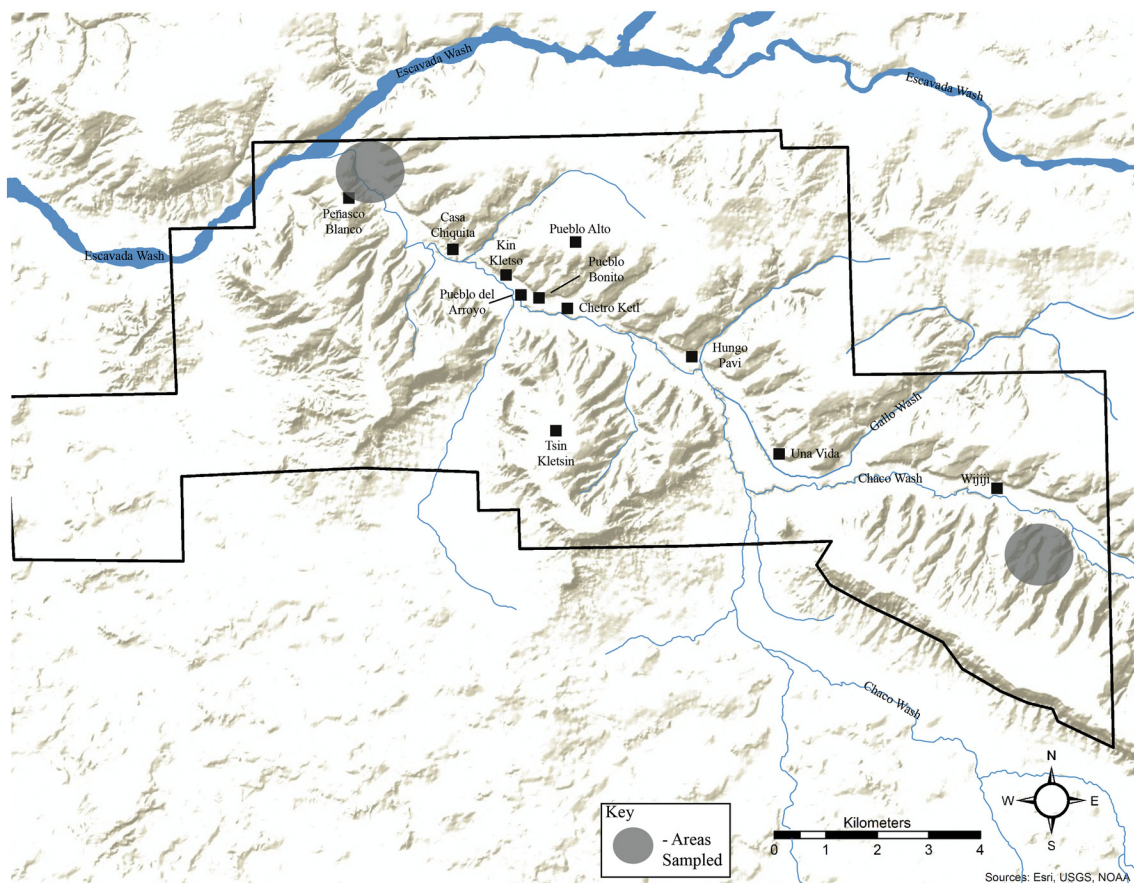 Escavada Wash
Escavada Wash
Peñasco
Blanco
Casa
Chiquita
Pueblo Alto
Kin
Kletso
Pueblo
Bonito
Escavada Wash
Pueblo del
Arroyo
Chetro Ketl
Hungo
Pavi
Gallo Wash
Tsin
Kletsin
Una Vida
Chaco Wash
Wijiji
Chaco Wash
N
W
E
S
Key
- Areas
Sampled
Kilometers
0 1 2 3 4
Sources: Esri, USGS, NOAA